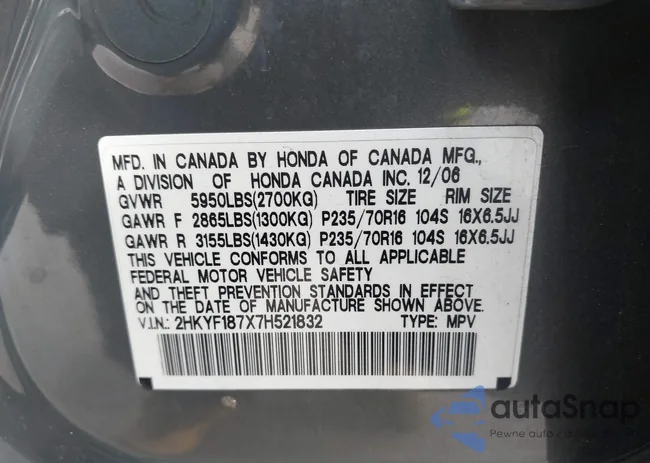 MFD. IN CANADA BY HONDA OF CANADA MFG.,
A DIVISION OF HONDA CANADA INC. 12/06
GVWR 5950LBS(2700KG) TIRE SIZE RIM SIZE
GAWR F 2865LBS(1300KG) P235/70R16 104S 16X6.5JJ
GAWR R 3155LBS(1430KG) P235/70R16 104S 16X6.5JJ
THIS VEHICLE CONFORMS TO ALL APPLICABLE
FEDERAL MOTOR VEHICLE SAFETY
AND THEFT PREVENTION STANDARDS IN EFFECT
ON THE DATE OF MANUFACTURE SHOWN ABOVE.
V.I.N.: 2HKYF187X7H521832 TYPE: MPV
autaSnap
Pewne auto z